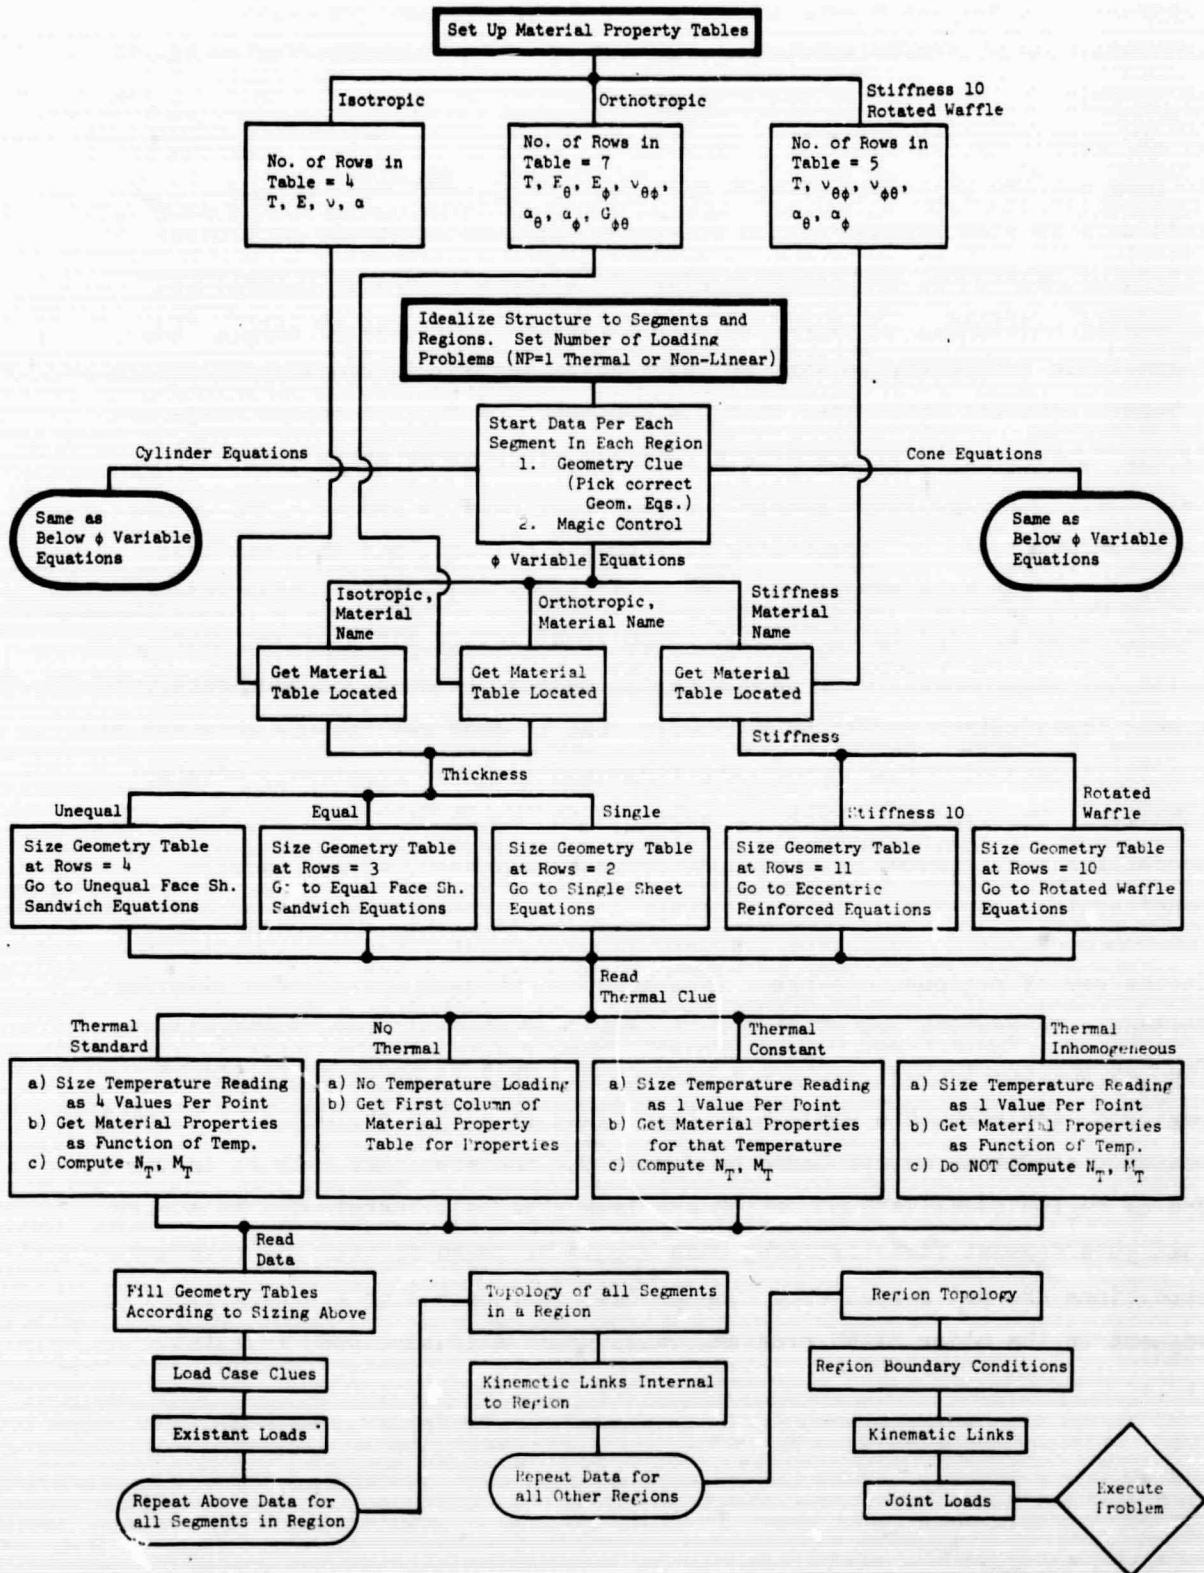 Set Up Material Property Tables
Isotropic
Orthotropic
Stiffness 10
Rotated Waffle
No. of Rows in
Table = 4
T, E, ν, α
No. of Rows in
Table = 7
T, E_θ, E_ϕ, ν_θϕ,
α_θ, α_ϕ, G_ϕθ
No. of Rows in
Table = 5
T, ν_θϕ, ν_ϕθ,
α_θ, α_ϕ
Idealize Structure to Segments and
Regions. Set Number of Loading
Problems (NP=1 Thermal or Non-Linear)
Start Data Per Each
Segment In Each Region
1. Geometry Clue
(Pick correct
Geom. Eqs.)
2. Magic Control
Cylinder Equations
Cone Equations
Same as
Below ϕ Variable
Equations
Same as
Below ϕ Variable
Equations
ϕ Variable Equations
Isotropic,
Material
Name
Orthotropic,
Material Name
Stiffness
Material
Name
Get Material
Table Located
Get Material
Table Located
Get Material
Table Located
Thickness
Stiffness
Unequal
Equal
Single
Stiffness 10
Rotated
Waffle
Size Geometry Table
at Rows = 4
Go to Unequal Face Sh.
Sandwich Equations
Size Geometry Table
at Rows = 3
Go to Equal Face Sh.
Sandwich Equations
Size Geometry Table
at Rows = 2
Go to Single Sheet
Equations
Size Geometry Table
at Rows = 11
Go to Eccentric
Reinforced Equations
Size Geometry Table
at Rows = 10
Go to Rotated Waffle
Equations
Read
Thermal Clue
Thermal
Standard
No
Thermal
Thermal
Constant
Thermal
Inhomogeneous
a) Size Temperature Reading
as 4 Values Per Point
b) Get Material Properties
as Function of Temp.
c) Compute N_T, M_T
a) No Temperature Loading
b) Get First Column of
Material Property
Table for Properties
a) Size Temperature Reading
as 1 Value Per Point
b) Get Material Properties
for that Temperature
c) Compute N_T, M_T
a) Size Temperature Reading
as 1 Value Per Point
b) Get Material Properties
as Function of Temp.
c) Do NOT Compute N_T, M_T
Read
Data
Fill Geometry Tables
According to Sizing Above
Load Case Clues
Existant Loads
Repeat Above Data for
all Segments in Region
Topology of all Segments
in a Region
Kinemetic Links Internal
to Region
Repeat Data for
all Other Regions
Region Topology
Region Boundary Conditions
Kinematic Links
Joint Loads
Execute
Problem